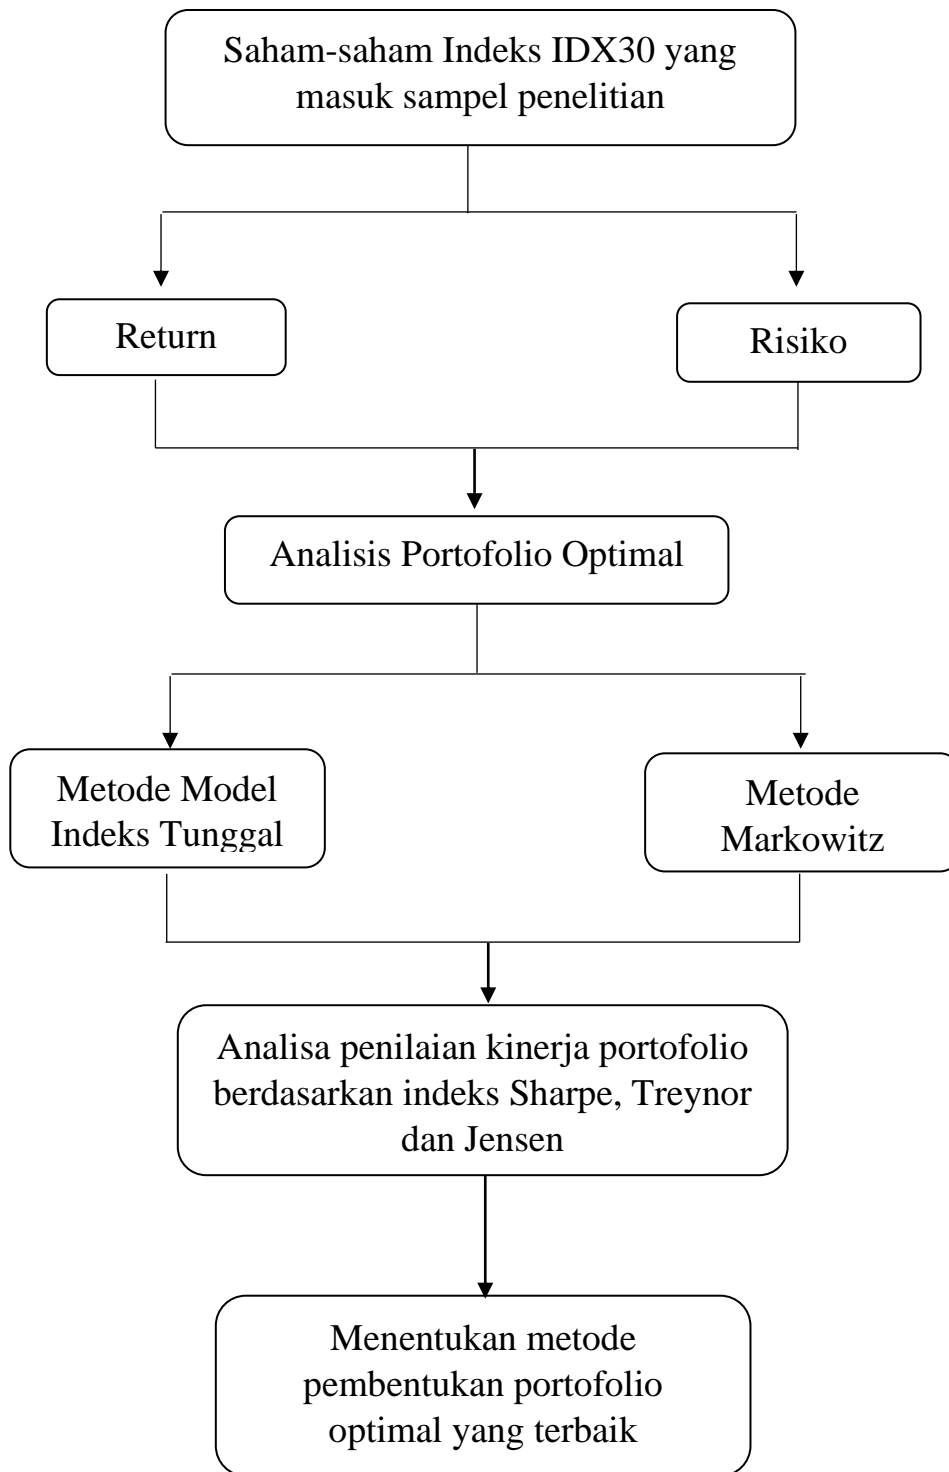 Saham-saham Indeks IDX30 yang
masuk sampel penelitian
Return
Risiko
Analisis Portofolio Optimal
Metode Model
Indeks Tunggal
Metode
Markowitz
Analisa penilaian kinerja portofolio
berdasarkan indeks Sharpe, Treynor
dan Jensen
Menentukan metode
pembentukan portofolio
optimal yang terbaik